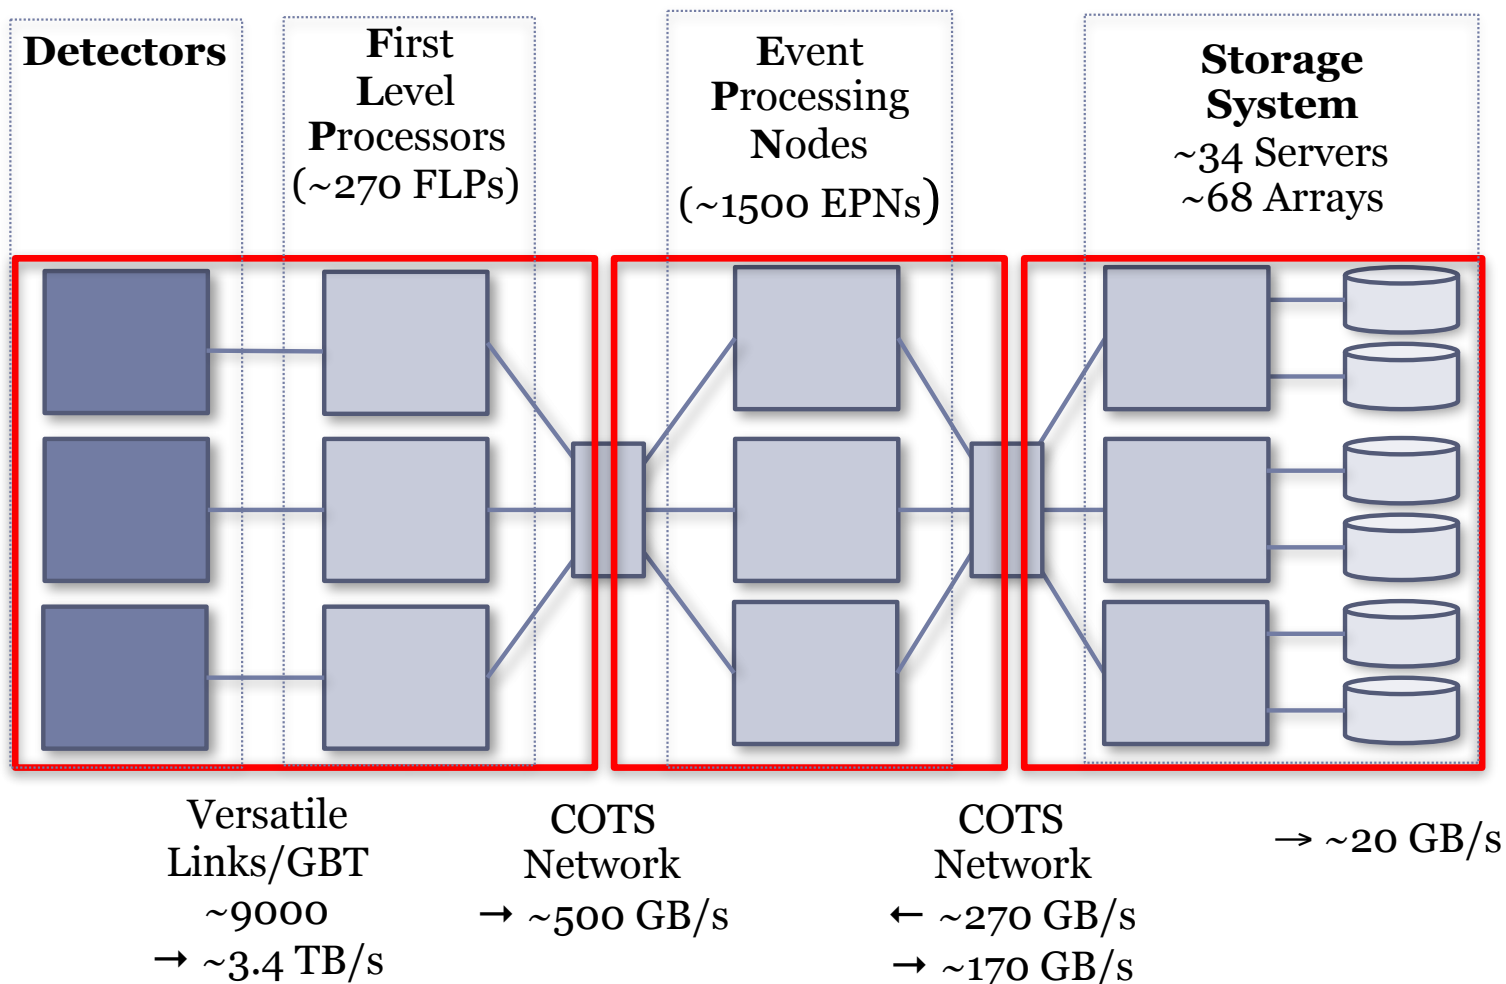 Detectors
First
Level
Processors
(~270 FLPs)
Event
Processing
Nodes
(~1500 EPNs)
Storage
System
~34 Servers
~68 Arrays
Versatile
Links/GBT
~9000
→ ~3.4 TB/s
COTS
Network
→ ~500 GB/s
COTS
Network
← ~270 GB/s
→ ~170 GB/s
→ ~20 GB/s